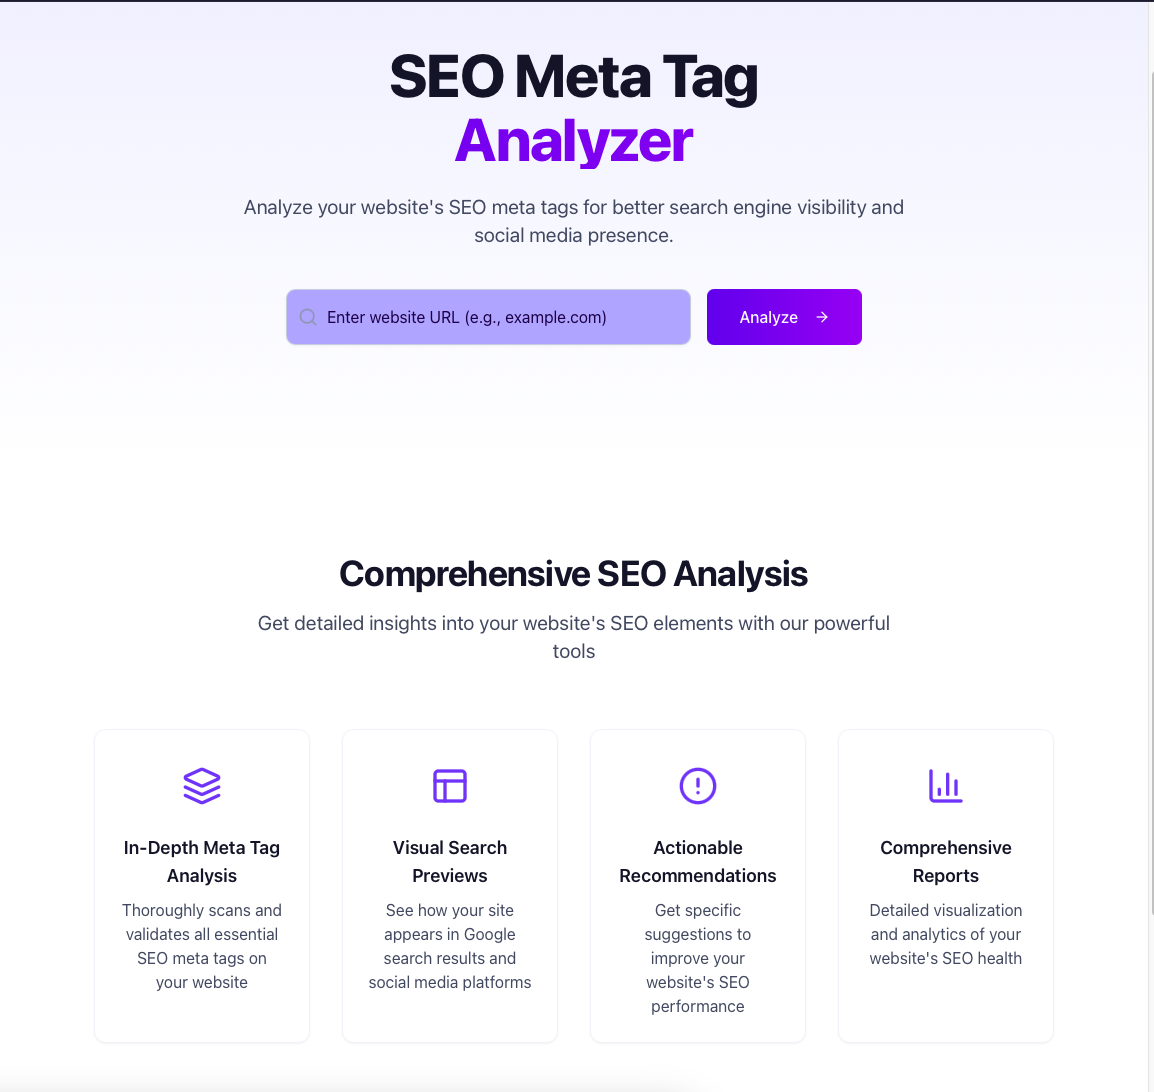 SEO Meta Tag
Analyzer
Analyze your website's SEO meta tags for better search engine visibility and
social media presence.
Enter website URL (e.g., example.com)
Analyze →
Comprehensive SEO Analysis
Get detailed insights into your website's SEO elements with our powerful
tools
In-Depth Meta Tag
Analysis
Thoroughly scans and
validates all essential
SEO meta tags on
your website
Visual Search
Previews
See how your site
appears in Google
search results and
social media platforms
Actionable
Recommendations
Get specific
suggestions to
improve your
website's SEO
performance
Comprehensive
Reports
Detailed visualization
and analytics of your
website's SEO health